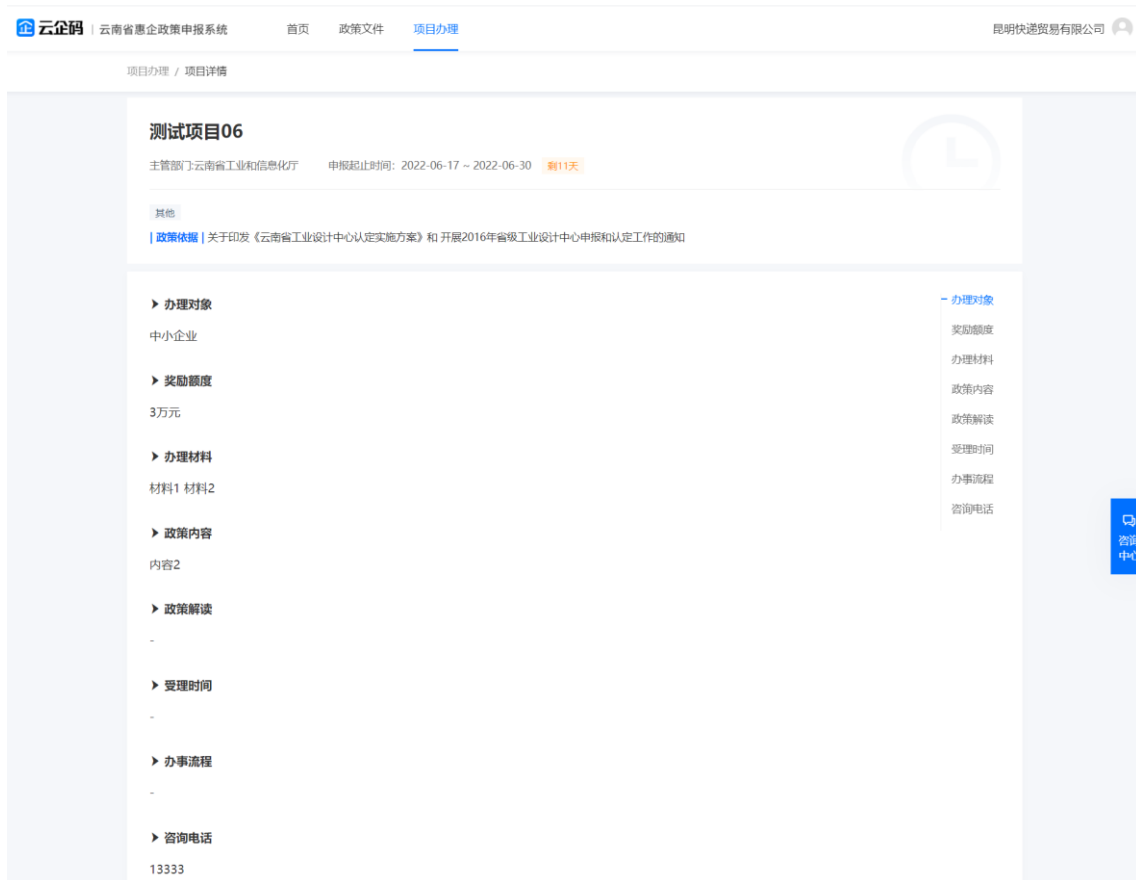 企 云企码 | 云南省惠企政策申报系统 首页 政策文件 项目办理 昆明快递贸易有限公司
项目办理 / 项目详情
测试项目06
主管部门:云南省工业和信息化厅 申报起止时间：2022-06-17 ~ 2022-06-30 剩11天
其他
| 政策依据 | 关于印发《云南省工业设计中心认定实施方案》和 开展2016年省级工业设计中心申报和认定工作的通知
办理对象
中小企业
奖励额度
3万元
办理材料
材料1 材料2
政策内容
内容2
政策解读
-
受理时间
-
办事流程
-
咨询电话
13333
办理对象
奖励额度
办理材料
政策内容
政策解读
受理时间
办事流程
咨询电话
咨询
中心